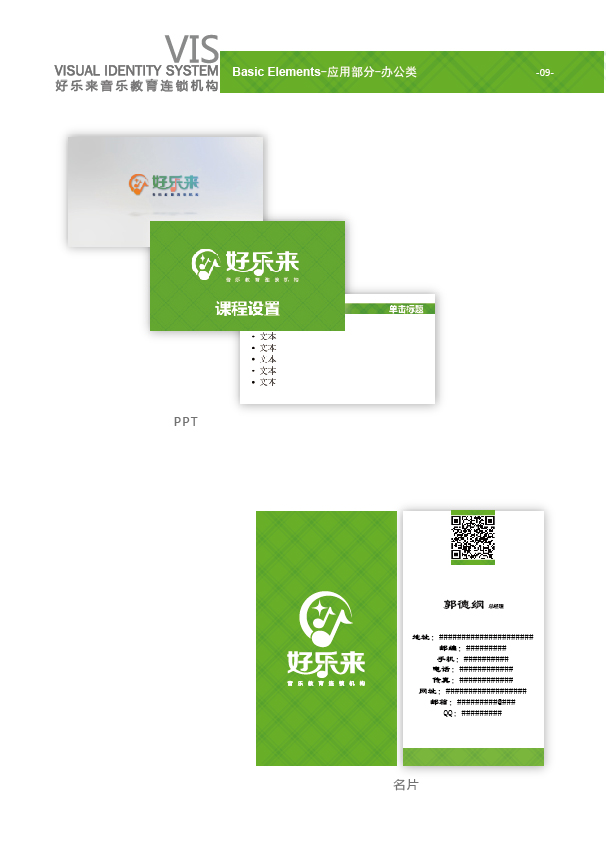 VIS
VISUAL IDENTITY SYSTEM
好乐来音乐教育连锁机构
Basic Elements-应用部分-办公类
-09-
好乐来
音乐教育连锁机构
好乐来
音乐教育连锁机构
课程设置
单击标题
• 文本
• 文本
• 文本
• 文本
• 文本
PPT
好乐来
音乐教育连锁机构
郭德纲 总经理
地址：#####################
邮编：#########
手机：##########
电话：############
传真：############
网址：##################
邮箱：#########@###
QQ：#########
名片